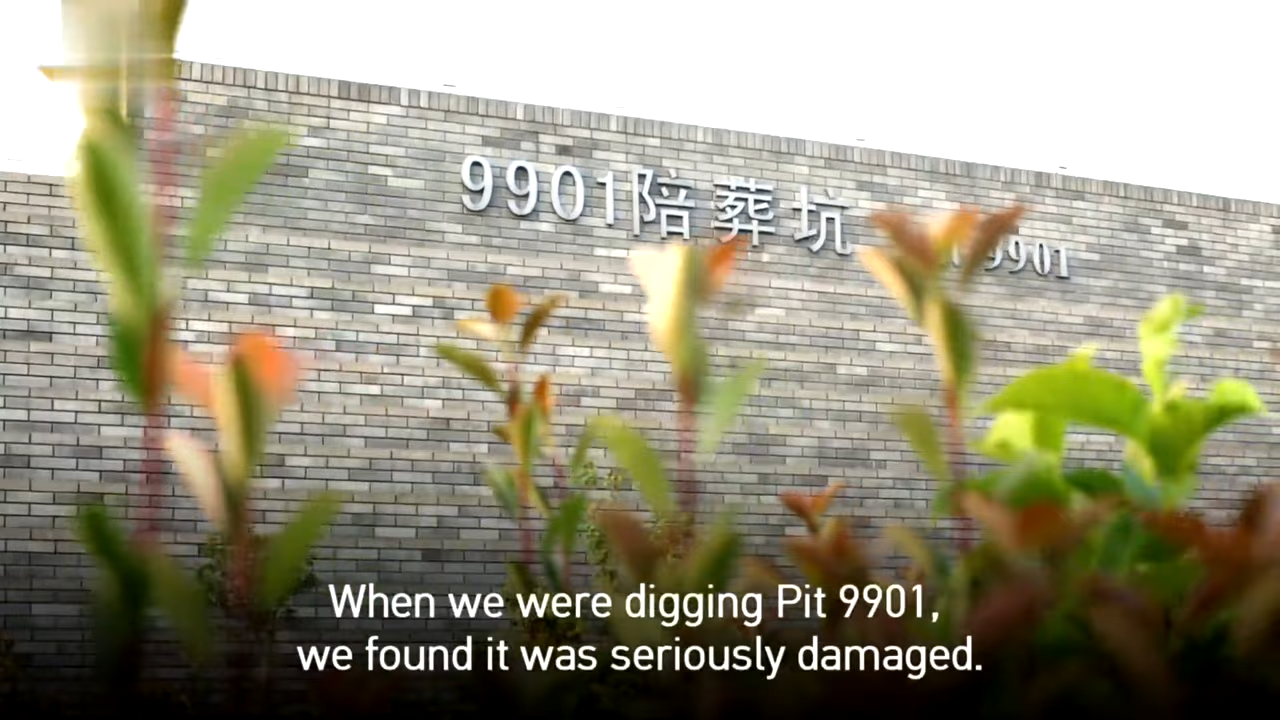 9901陪葬坑
9901
When we were digging Pit 9901,
we found it was seriously damaged.